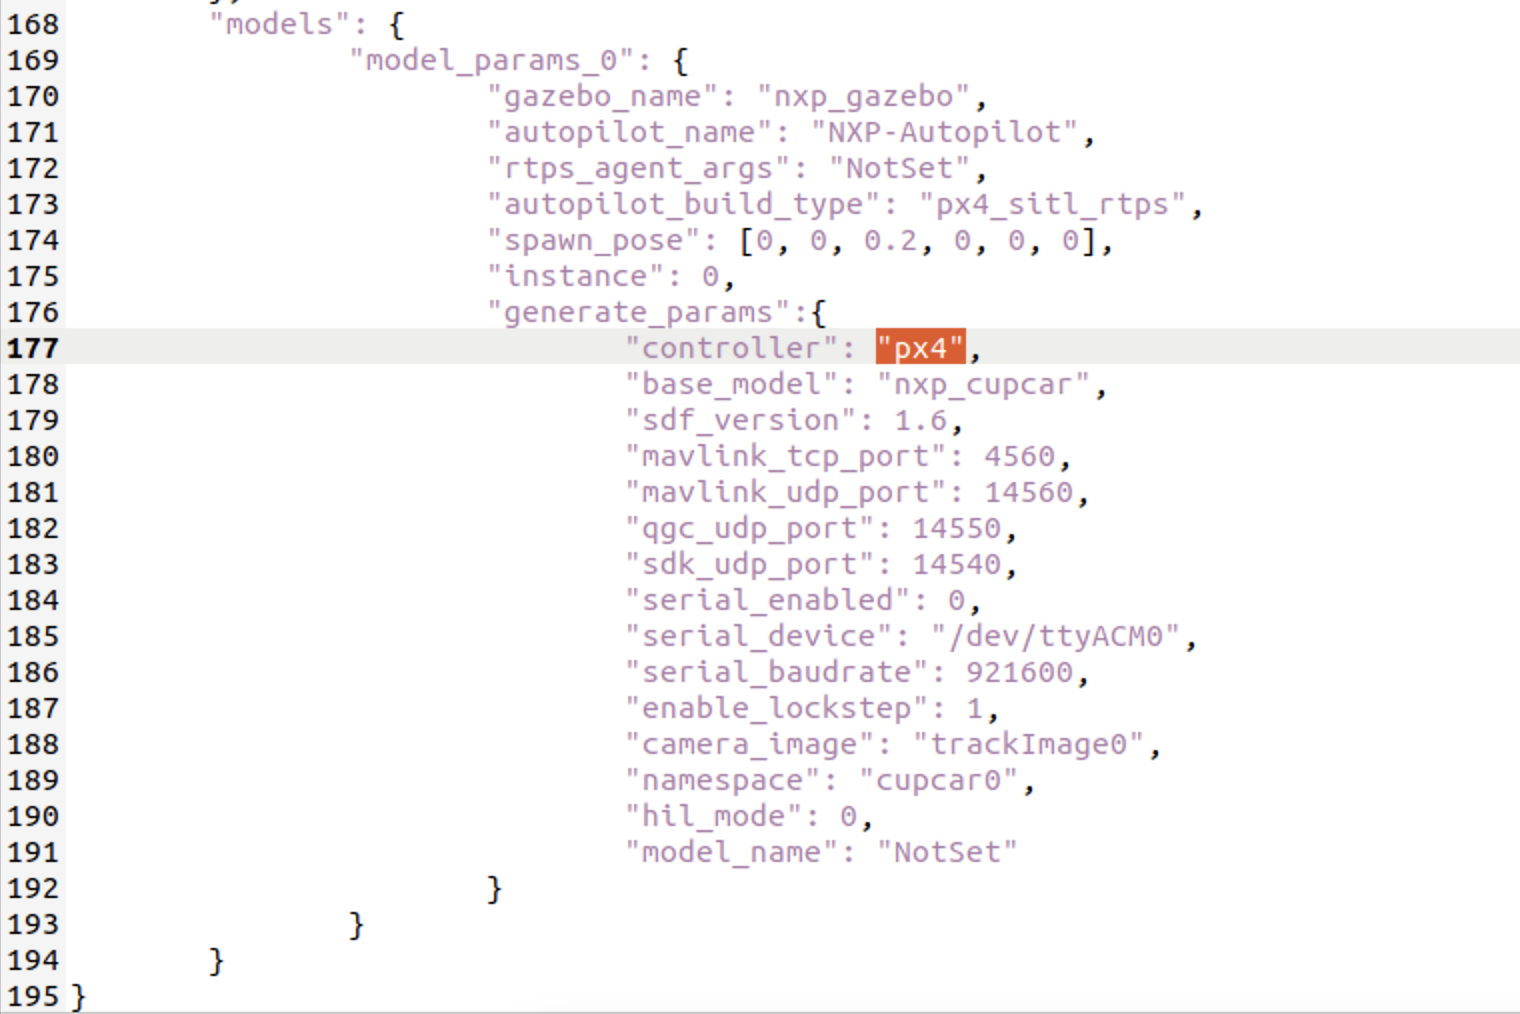 168 "models": {
169 "model_params_0": {
170 "gazebo_name": "nxp_gazebo",
171 "autopilot_name": "NXP-Autopilot",
172 "rtps_agent_args": "NotSet",
173 "autopilot_build_type": "px4_sitl_rtps",
174 "spawn_pose": [0, 0, 0.2, 0, 0, 0],
175 "instance": 0,
176 "generate_params":{
177 "controller": "px4",
178 "base_model": "nxp_cupcar",
179 "sdf_version": 1.6,
180 "mavlink_tcp_port": 4560,
181 "mavlink_udp_port": 14560,
182 "qgc_udp_port": 14550,
183 "sdk_udp_port": 14540,
184 "serial_enabled": 0,
185 "serial_device": "/dev/ttyACM0",
186 "serial_baudrate": 921600,
187 "enable_lockstep": 1,
188 "camera_image": "trackImage0",
189 "namespace": "cupcar0",
190 "hil_mode": 0,
191 "model_name": "NotSet"
192 }
193 }
194 }
195 }